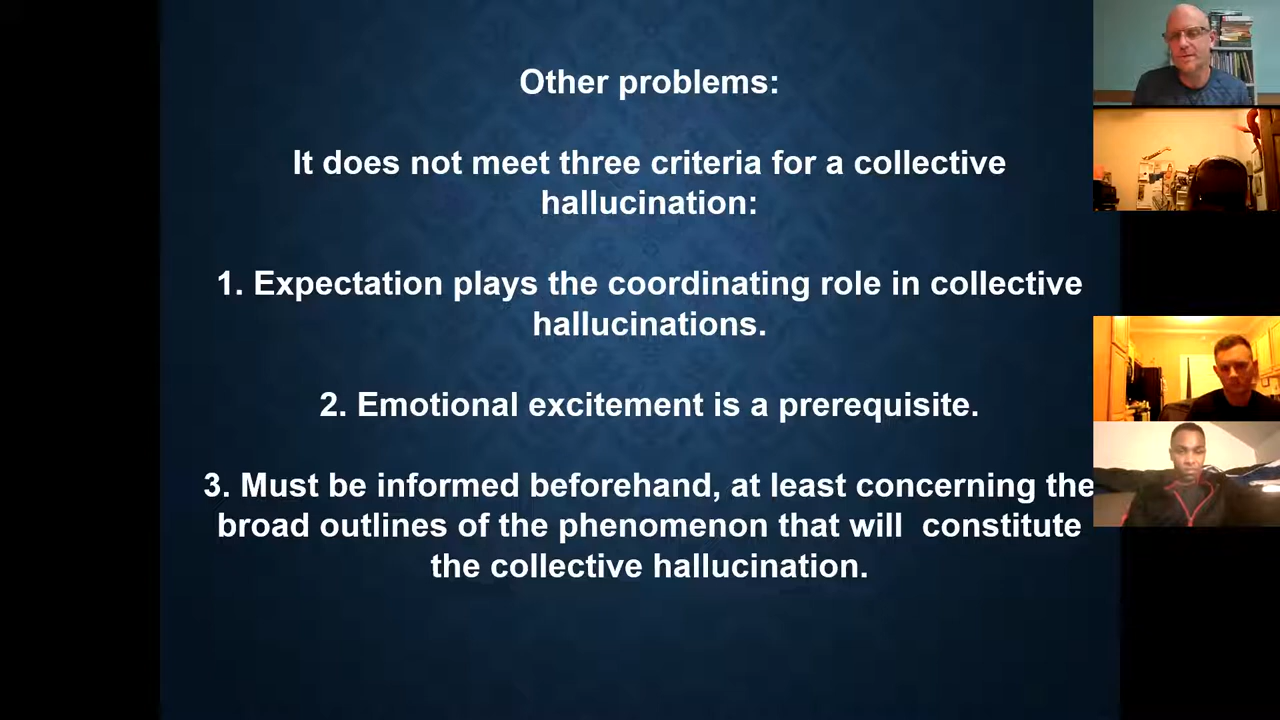 Other problems:
It does not meet three criteria for a collective
hallucination:
1. Expectation plays the coordinating role in collective
hallucinations.
2. Emotional excitement is a prerequisite.
3. Must be informed beforehand, at least concerning the
broad outlines of the phenomenon that will  constitute
the collective hallucination.